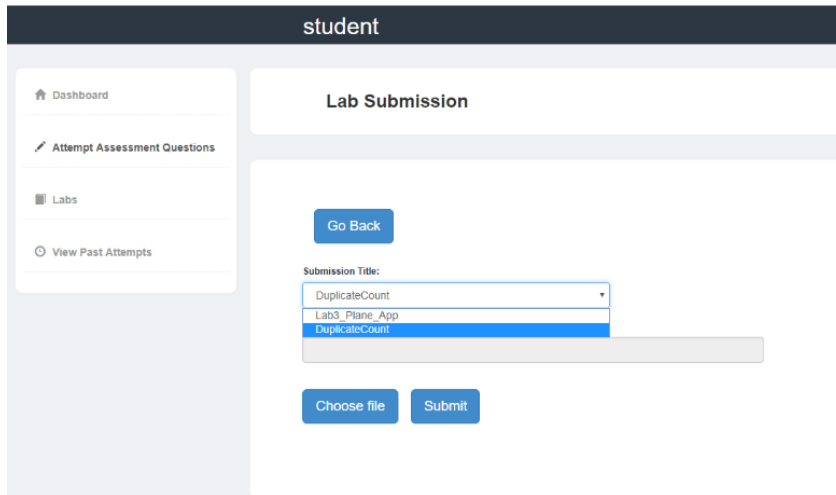 student
Dashboard
Attempt Assessment Questions
Labs
View Past Attempts
Lab Submission
Go Back
Submission Title:
DuplicateCount
Lab3_Plane_App
DuplicateCount
Choose file
Submit